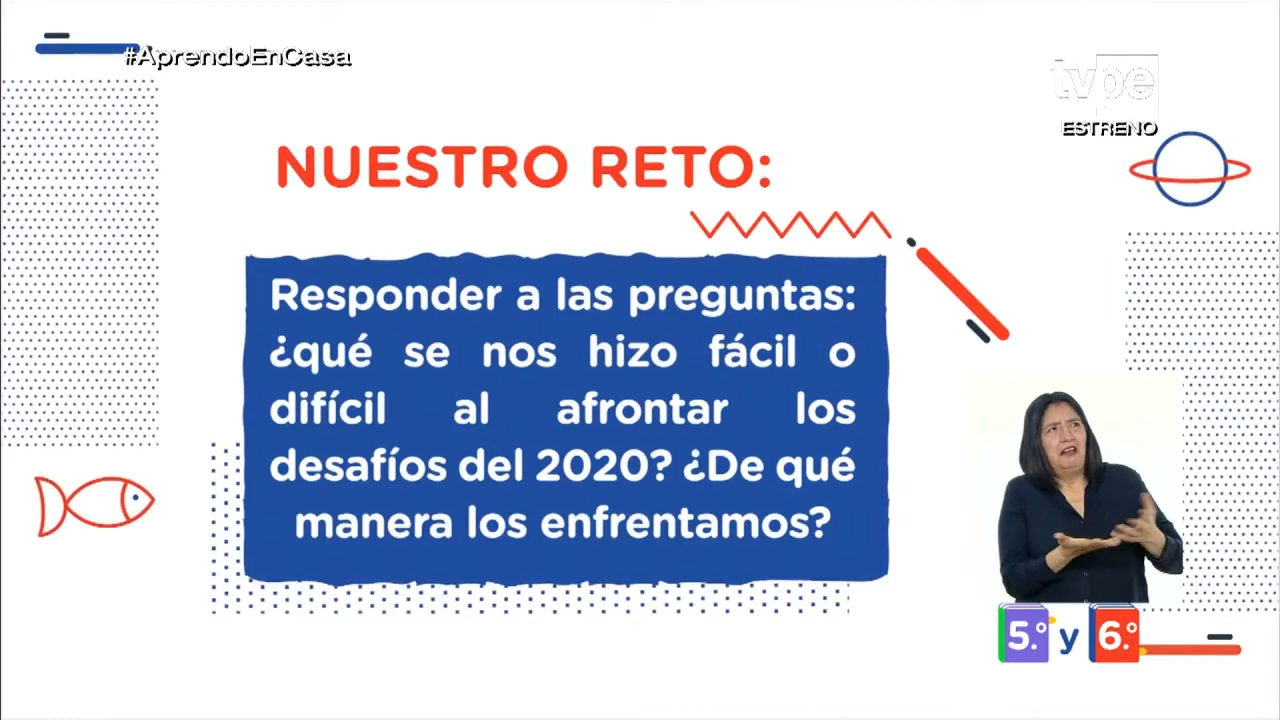 #AprendoEnCasa
tvpe
ESTRENO
NUESTRO RETO:
Responder a las preguntas:
¿qué se nos hizo fácil o
difícil al afrontar los
desafíos del 2020? ¿De qué
manera los enfrentamos?
5.° y 6.°